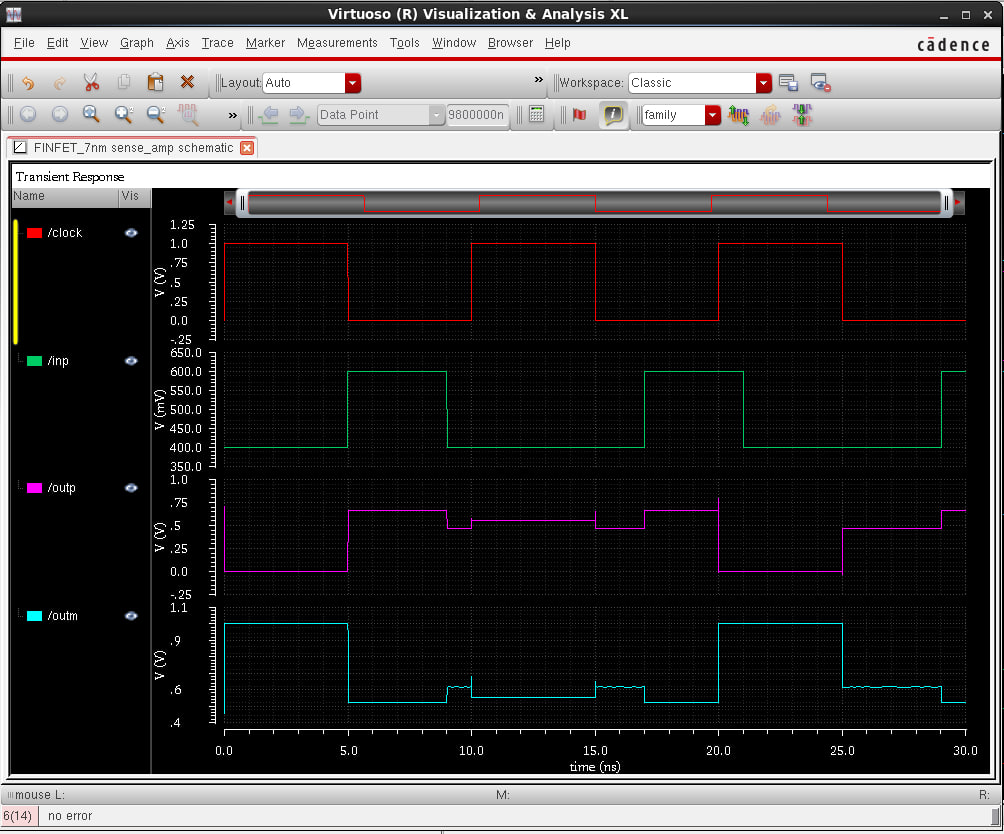 Virtuoso (R) Visualization & Analysis XL
File Edit View Graph Axis Trace Marker Measurements Tools Window Browser Help
cādence
Layout: Auto
» Workspace: Classic
» Data Point 9800000n family
FINFET_7nm sense_amp schematic
Transient Response
Name Vis
/clock
1.25
1.0
.75
.5
.25
0.0
-.25
V (V)
/inp
650.0
600.0
550.0
500.0
450.0
400.0
350.0
V (mV)
/outp
1.0
.75
.5
.25
0.0
-.25
V (V)
/outm
1.1
.9
.6
.4
V (V)
0.0 5.0 10.0 15.0 20.0 25.0 30.0
time (ns)
mouse L: M: R:
6(14) no error